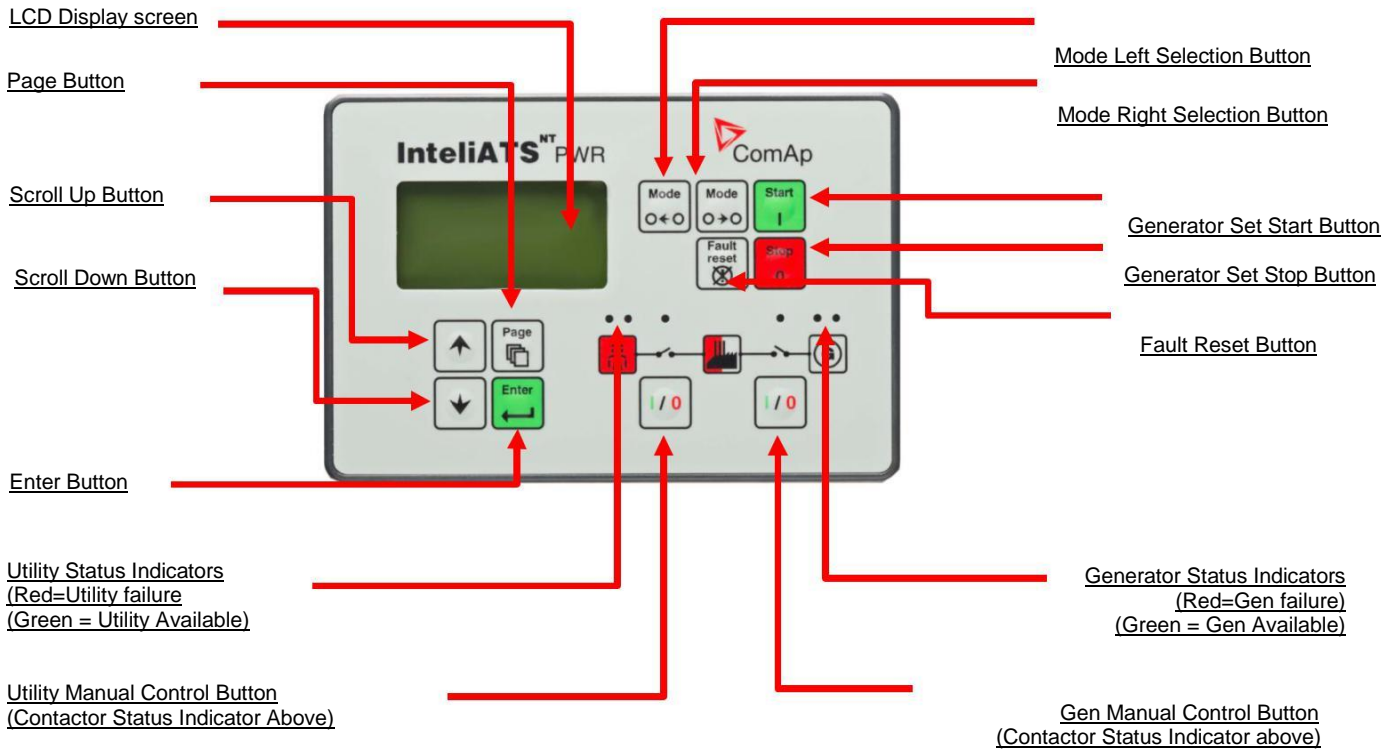 LCD Display screen
Page Button
Scroll Up Button
Scroll Down Button
Enter Button
Utility Status Indicators
(Red=Utility failure
(Green = Utility Available)
Utility Manual Control Button
(Contactor Status Indicator Above)
InteliATS NT PWR
ComAp
Mode
Mode
Start
I
Fault
reset
Stop
0
Page
Enter
I / 0
I / 0
G
Mode Left Selection Button
Mode Right Selection Button
Generator Set Start Button
Generator Set Stop Button
Fault Reset Button
Generator Status Indicators
(Red=Gen failure)
(Green = Gen Available)
Gen Manual Control Button
(Contactor Status Indicator above)